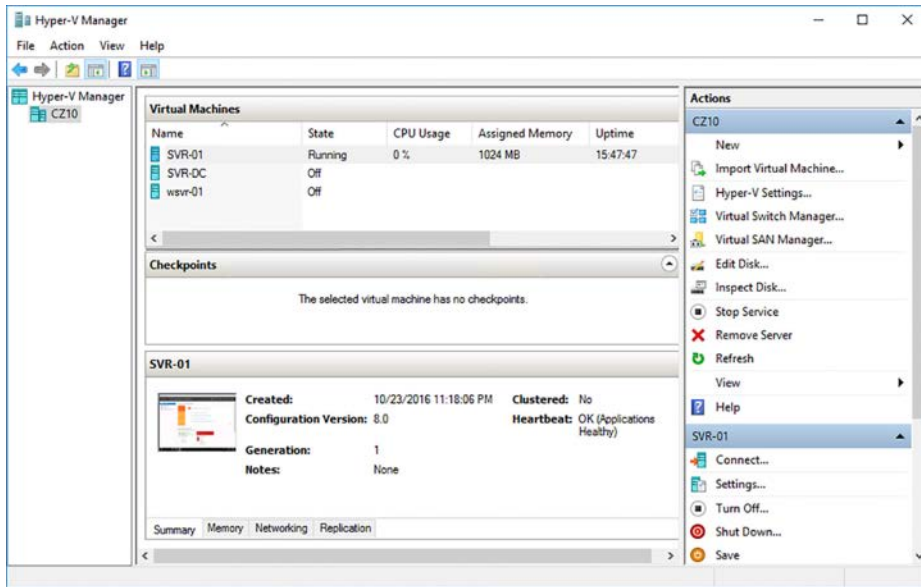 Hyper-V Manager
File Action View Help
Hyper-V Manager
CZ10
Virtual Machines
Name State CPU Usage Assigned Memory Uptime
SVR-01 Running 0 % 1024 MB 15:47:47
SVR-DC Off
wsvr-01 Off
Checkpoints
The selected virtual machine has no checkpoints.
SVR-01
Created: 10/23/2016 11:18:06 PM Clustered: No
Configuration Version: 8.0 Heartbeat: OK (Applications
Healthy)
Generation: 1
Notes: None
Summary Memory Networking Replication
Actions
CZ10
New
Import Virtual Machine...
Hyper-V Settings...
Virtual Switch Manager...
Virtual SAN Manager...
Edit Disk...
Inspect Disk...
Stop Service
Remove Server
Refresh
View
Help
SVR-01
Connect...
Settings...
Turn Off...
Shut Down...
Save